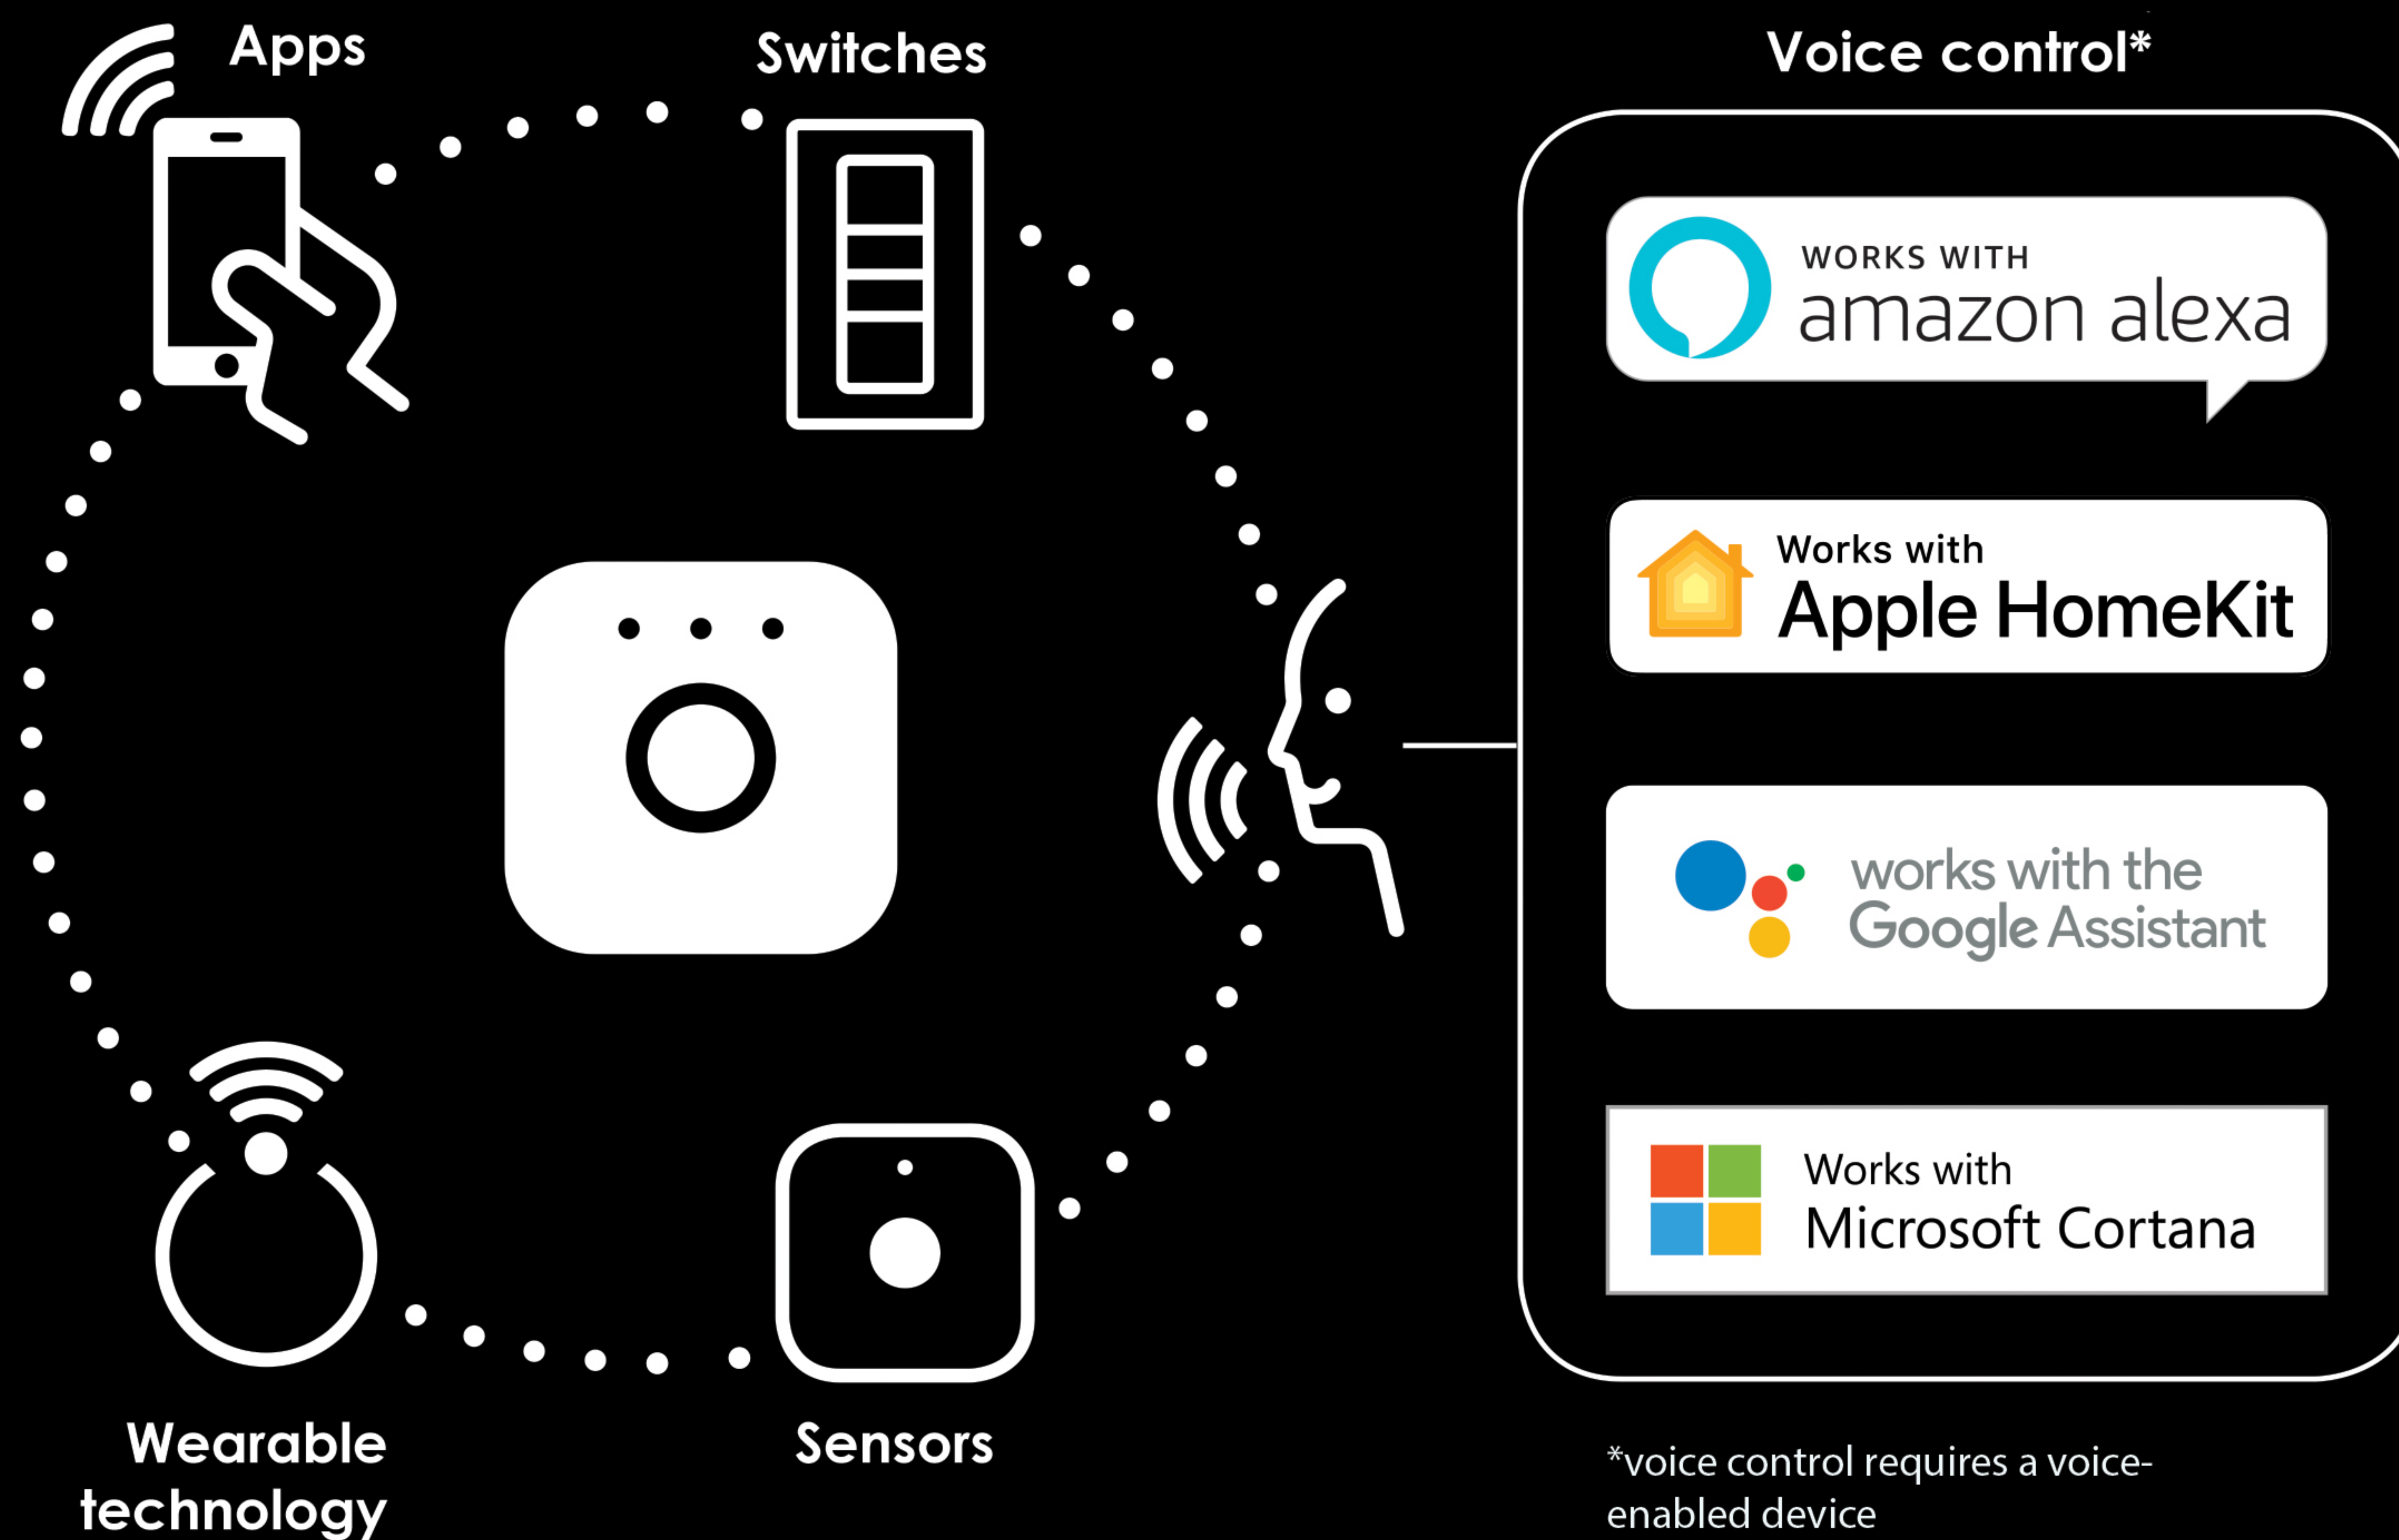 Apps
Switches
Voice control*
WORKS WITH
amazon alexa
Works with
Apple HomeKit
works with the
Google Assistant
Works with
Microsoft Cortana
Wearable
technology
Sensors
*voice control requires a voice-
enabled device